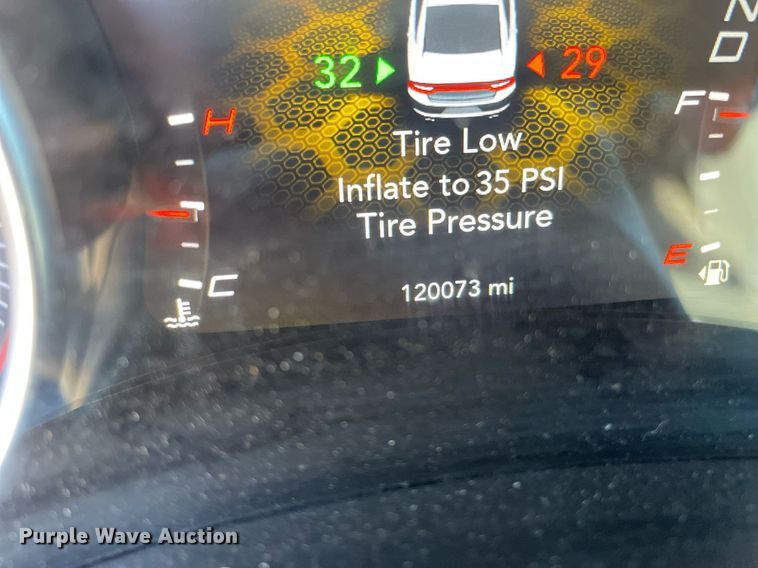 N
D
32 29
H
F
Tire Low
Inflate to 35 PSI
Tire Pressure
E
C
120073 mi
Purple Wave Auction